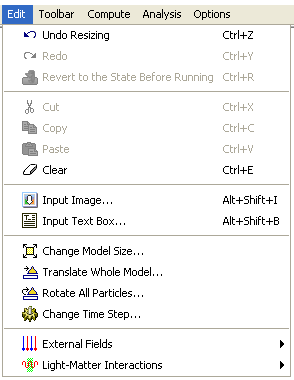 Edit Toolbar Compute Analysis Options
Undo Resizing Ctrl+Z
Redo Ctrl+Y
Revert to the State Before Running Ctrl+R
Cut Ctrl+X
Copy Ctrl+C
Paste Ctrl+V
Clear Ctrl+E
Input Image... Alt+Shift+I
Input Text Box... Alt+Shift+B
Change Model Size...
Translate Whole Model...
Rotate All Particles...
Change Time Step...
External Fields
Light-Matter Interactions